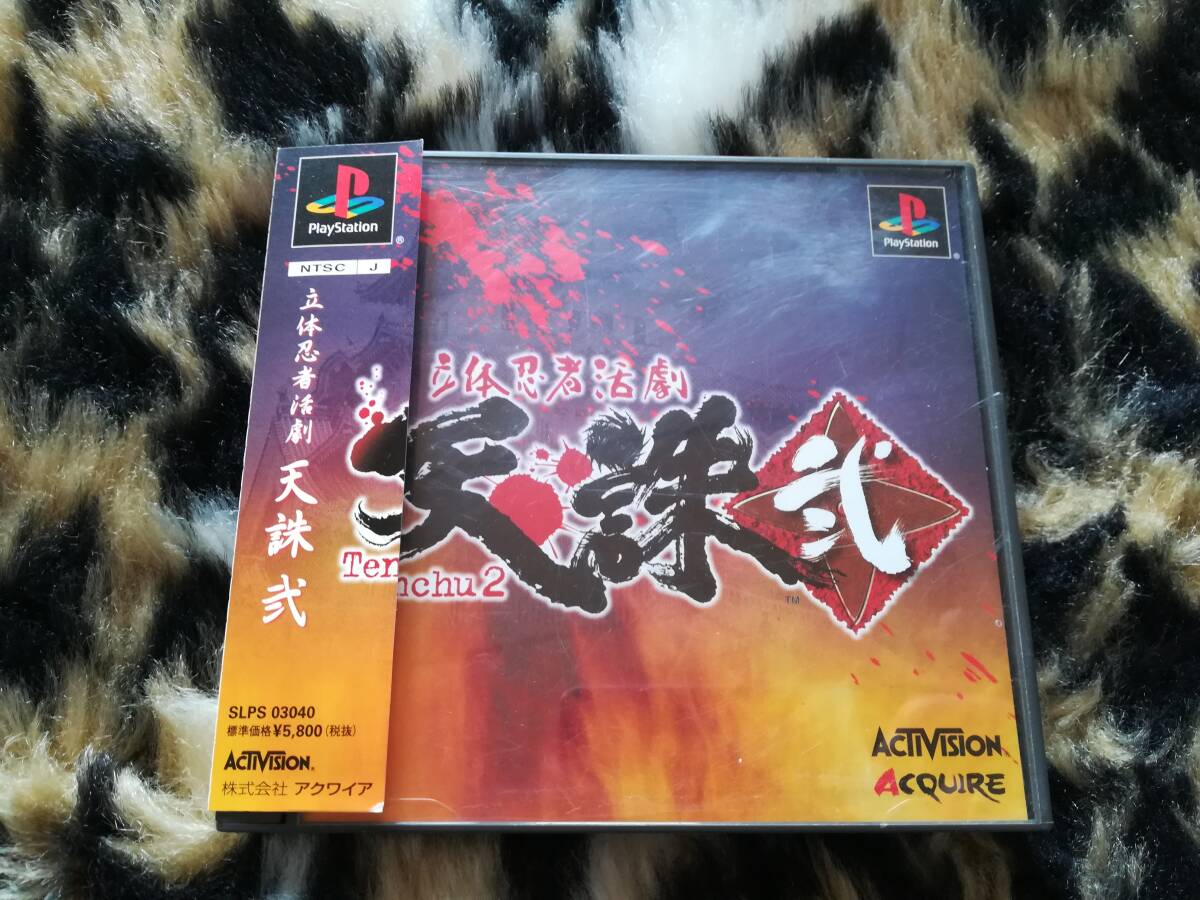 PlayStation
®
NTSC J
立体忍者活劇
天誅 弐
SLPS 03040
標準価格¥5,800(税抜)
ACTIVISION®
株式会社 アクワイア
PlayStation
®
立体忍者活劇
天誅 弐
Tenchu 2
TM
ACTIVISION
ACQUIRE